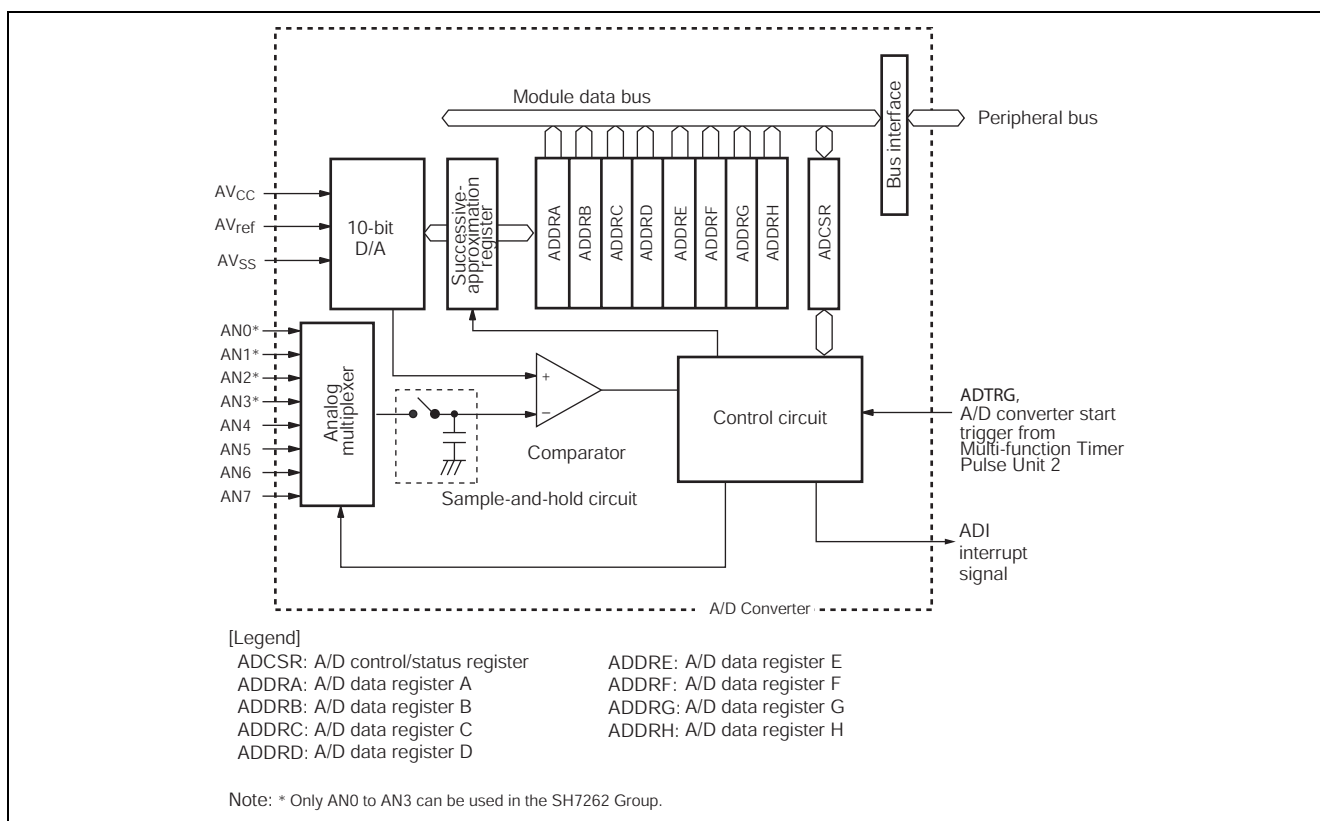 Module data bus
Bus interface
Peripheral bus
AVCC
AVref
AVSS
10-bit
D/A
Successive-
approximation
register
ADDRA
ADDRB
ADDRC
ADDRD
ADDRE
ADDRF
ADDRG
ADDRH
ADCSR
AN0*
AN1*
AN2*
AN3*
AN4
AN5
AN6
AN7
Analog
multiplexer
+
−
Comparator
Sample-and-hold circuit
Control circuit
ADTRG,
A/D converter start
trigger from
Multi-function Timer
Pulse Unit 2
ADI
interrupt
signal
A/D Converter
[Legend]
ADCSR: A/D control/status register
ADDRA: A/D data register A
ADDRB: A/D data register B
ADDRC: A/D data register C
ADDRD: A/D data register D
ADDRE: A/D data register E
ADDRF: A/D data register F
ADDRG: A/D data register G
ADDRH: A/D data register H
Note: * Only AN0 to AN3 can be used in the SH7262 Group.